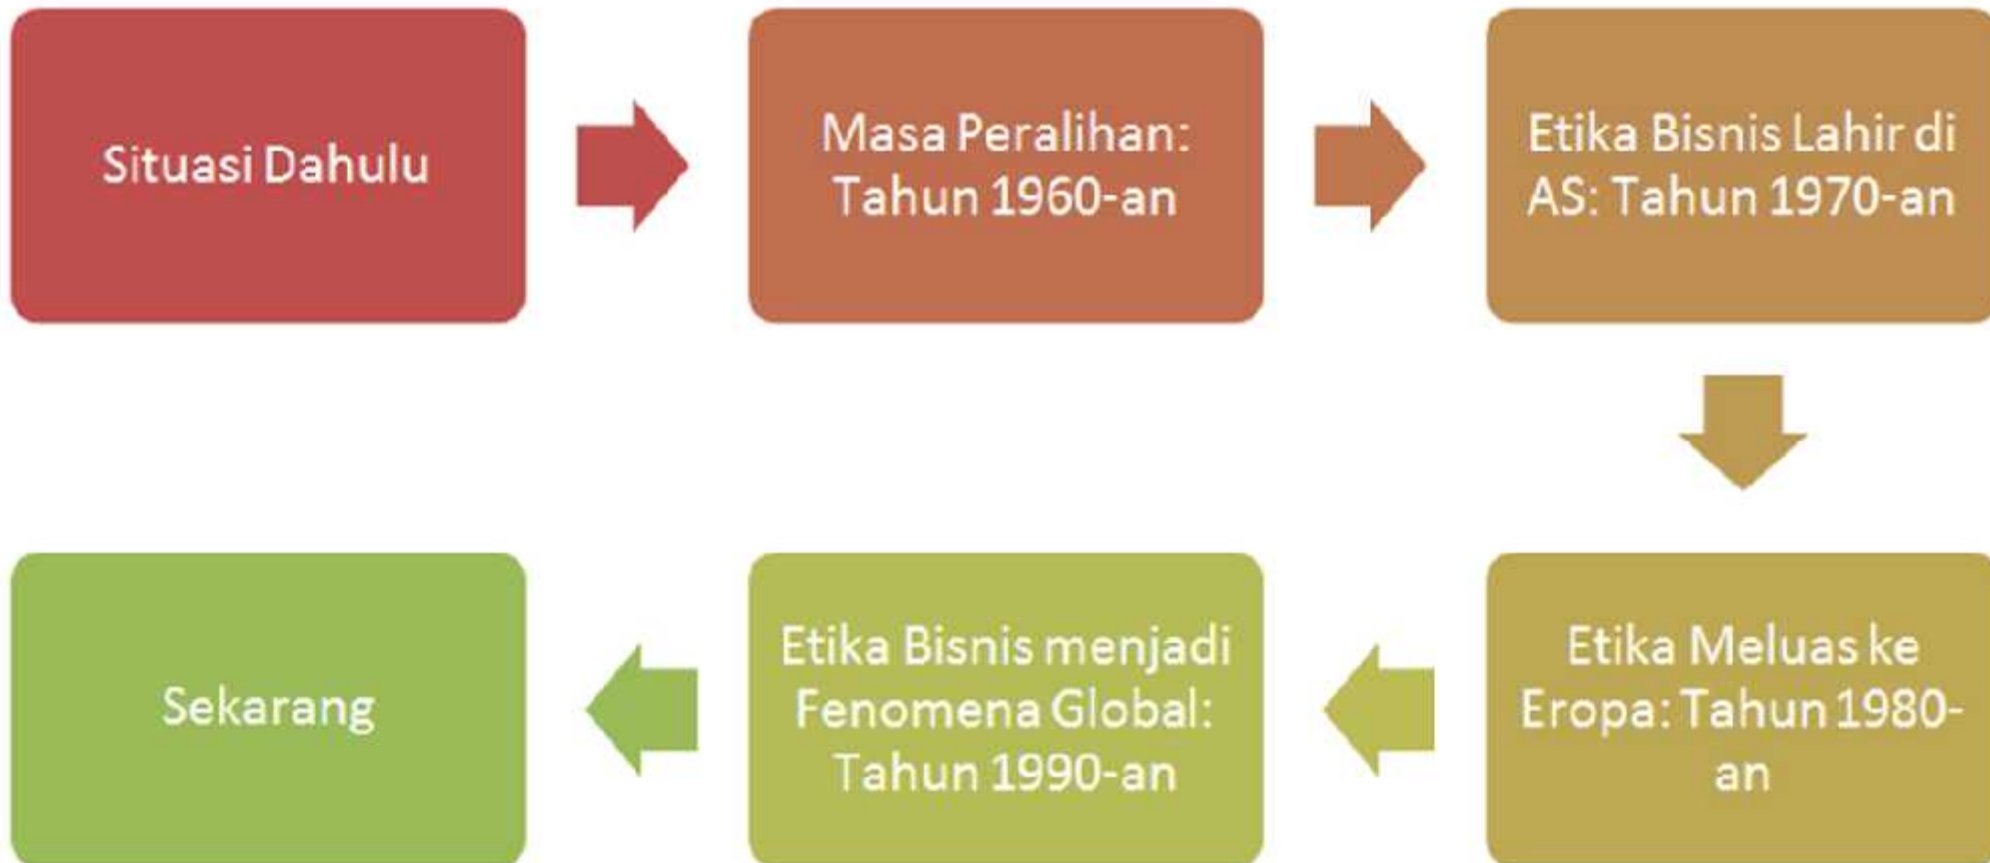 Situasi Dahulu
Masa Peralihan:
Tahun 1960-an
Etika Bisnis Lahir di
AS: Tahun 1970-an
Etika Meluas ke
Eropa: Tahun 1980-
an
Etika Bisnis menjadi
Fenomena Global:
Tahun 1990-an
Sekarang